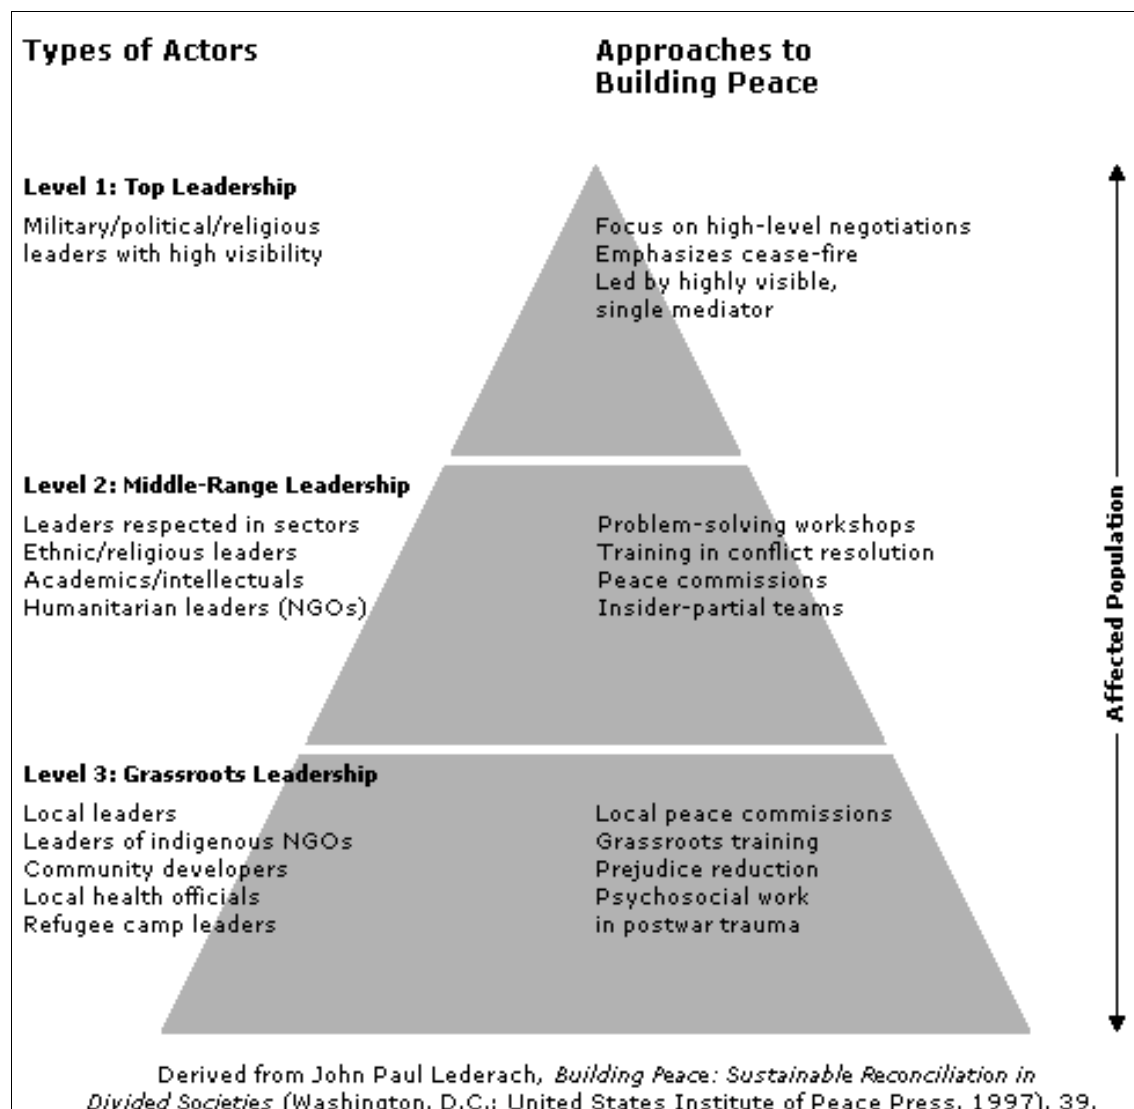 Types of Actors
Approaches to
Building Peace
Level 1: Top Leadership
Military/political/religious
leaders with high visibility
Focus on high-level negotiations
Emphasizes cease-fire
Led by highly visible,
single mediator
Level 2: Middle-Range Leadership
Leaders respected in sectors
Ethnic/religious leaders
Academics/intellectuals
Humanitarian leaders (NGOs)
Problem-solving workshops
Training in conflict resolution
Peace commissions
Insider-partial teams
Level 3: Grassroots Leadership
Local leaders
Leaders of indigenous NGOs
Community developers
Local health officials
Refugee camp leaders
Local peace commissions
Grassroots training
Prejudice reduction
Psychosocial work
in postwar trauma
Affected Population
Derived from John Paul Lederach, Building Peace: Sustainable Reconciliation in
Divided Societies (Washington, D.C.: United States Institute of Peace Press, 1997), 39.